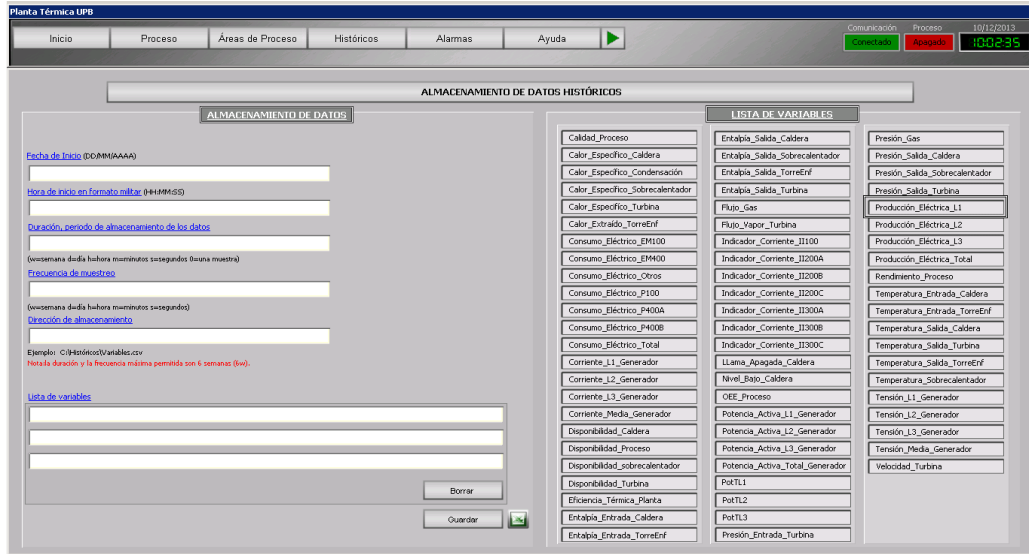 Planta Térmica UPB
Inicio
Proceso
Áreas de Proceso
Históricos
Alarmas
Ayuda
Comunicación
Proceso
10/12/2013
Conectado
Apagado
10:02:35
ALMACENAMIENTO DE DATOS HISTÓRICOS
ALMACENAMIENTO DE DATOS
Fecha de Inicio (DD/MM/AAAA)
Hora de inicio en formato militar (HH:MM:SS)
Duración, periodo de almacenamiento de los datos
(w=semana d=día h=hora m=minutos s=segundos 0=una muestra)
Frecuencia de muestreo
(w=semana d=día h=hora m=minutos s=segundos)
Dirección de almacenamiento
Ejemplo: C:\Históricos\Variables.csv
Nota:la duración y la frecuencia máxima permitida son 6 semanas (6w).
Lista de variables
Borrar
Guardar
LISTA DE VARIABLES
Calidad_Proceso
Calor_Específico_Caldera
Calor_Específico_Condensación
Calor_Específico_Sobrecalentador
Calor_Especifíco_Turbina
Calor_Extraído_TorreEnf
Consumo_Eléctrico_EM100
Consumo_Eléctrico_EM400
Consumo_Eléctrico_Otros
Consumo_Eléctrico_P100
Consumo_Eléctrico_P400A
Consumo_Eléctrico_P400B
Consumo_Eléctrico_Total
Corriente_L1_Generador
Corriente_L2_Generador
Corriente_L3_Generador
Corriente_Media_Generador
Disponibilidad_Caldera
Disponibilidad_Proceso
Disponibilidad_sobrecalentador
Disponibilidad_Turbina
Eficiencia_Térmica_Planta
Entalpía_Entrada_Caldera
Entalpía_Entrada_TorreEnf
Entalpía_Salida_Caldera
Entalpía_Salida_Sobrecalentador
Entalpía_Salida_TorreEnf
Entalpía_Salida_Turbina
Flujo_Gas
Flujo_Vapor_Turbina
Indicador_Corriente_II100
Indicador_Corriente_II200A
Indicador_Corriente_II200B
Indicador_Corriente_II200C
Indicador_Corriente_II300A
Indicador_Corriente_II300B
Indicador_Corriente_II300C
LLama_Apagada_Caldera
Nivel_Bajo_Caldera
OEE_Proceso
Potencia_Activa_L1_Generador
Potencia_Activa_L2_Generador
Potencia_Activa_L3_Generador
Potencia_Activa_Total_Generador
PotTL1
PotTL2
PotTL3
Presión_Entrada_Turbina
Presión_Gas
Presión_Salida_Caldera
Presión_Salida_Sobrecalentador
Presión_Salida_Turbina
Producción_Eléctrica_L1
Producción_Eléctrica_L2
Producción_Eléctrica_L3
Producción_Eléctrica_Total
Rendimiento_Proceso
Temperatura_Entrada_Caldera
Temperatura_Entrada_TorreEnf
Temperatura_Salida_Caldera
Temperatura_Salida_Turbina
Temperatura_Salida_TorreEnf
Temperatura_Sobrecalentador
Tensión_L1_Generador
Tensión_L2_Generador
Tensión_L3_Generador
Tensión_Media_Generador
Velocidad_Turbina